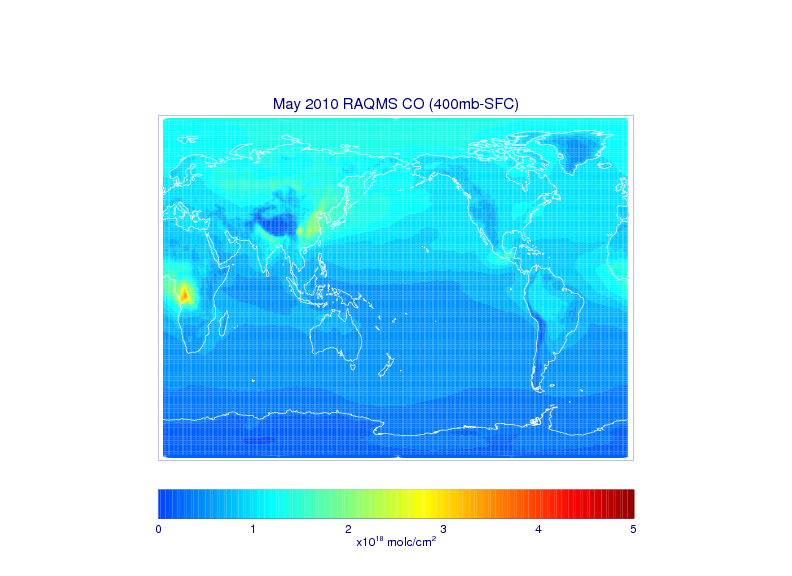 May 2010 RAQMS CO (400mb-SFC)
0 1 2 3 4 5
x10¹⁸ molc/cm²